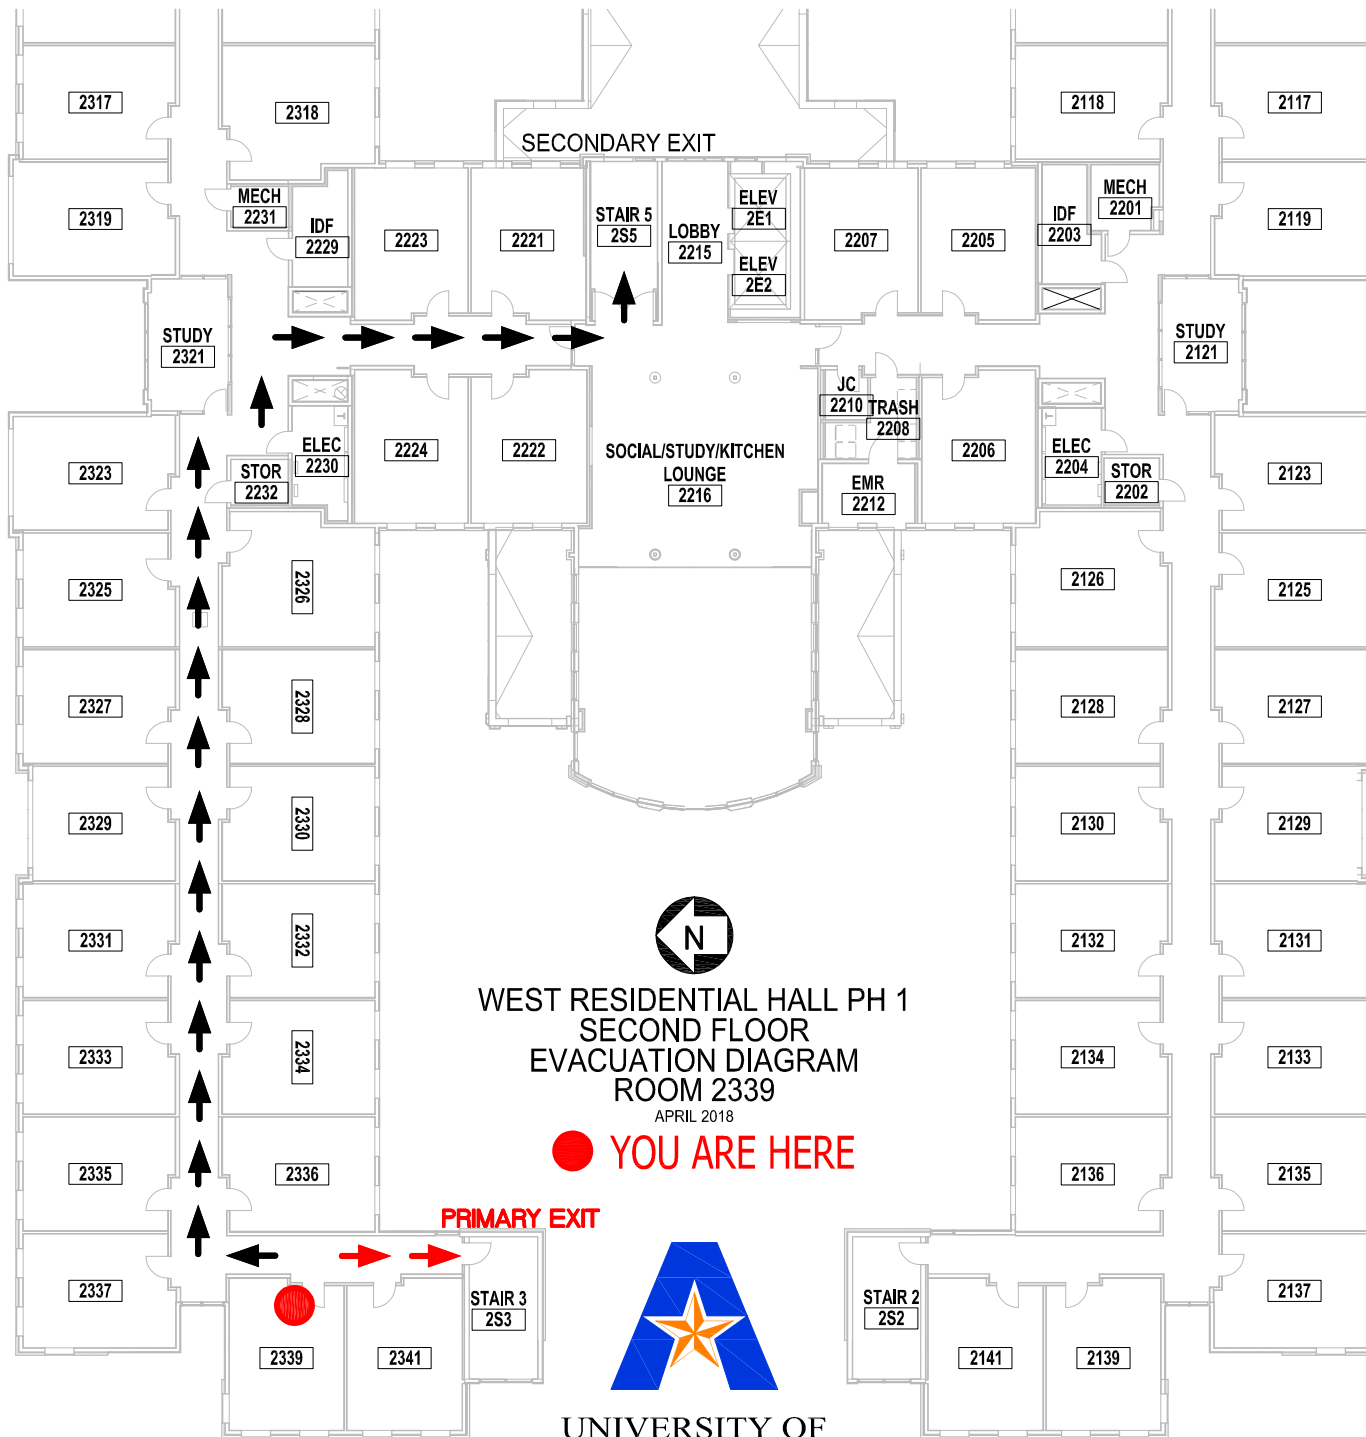 2317
2318
2118
2117
SECONDARY EXIT
2319
MECH
2231
IDF
2229
2223
2221
STAIR 5
2S5
LOBBY
2215
ELEV
2E1
ELEV
2E2
2207
2205
IDF
2203
MECH
2201
2119
STUDY
2321
STUDY
2121
2323
STOR
2232
ELEC
2230
2224
2222
SOCIAL/STUDY/KITCHEN
LOUNGE
2216
JC
2210
TRASH
2208
EMR
2212
2206
ELEC
2204
STOR
2202
2123
2325
2326
2126
2125
2327
2328
2128
2127
2329
2330
2130
2129
2331
2332
2132
2131
N
WEST RESIDENTIAL HALL PH 1
SECOND FLOOR
EVACUATION DIAGRAM
ROOM 2339
APRIL 2018
YOU ARE HERE
2333
2334
2134
2133
2335
2336
2136
2135
PRIMARY EXIT
2337
2339
2341
STAIR 3
2S3
STAIR 2
2S2
2141
2139
2137
UNIVERSITY OF